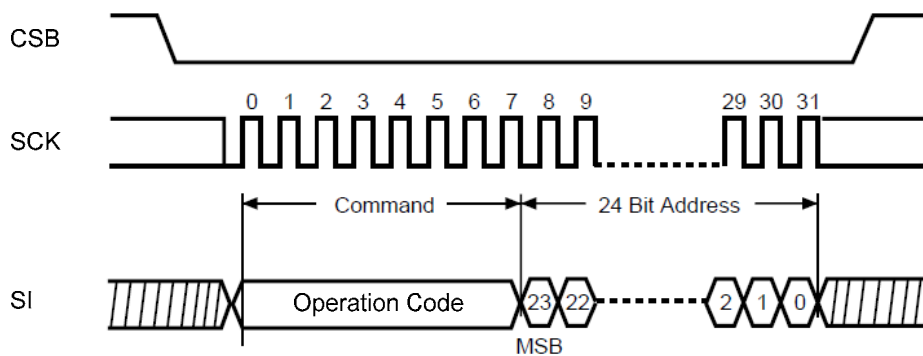 CSB
0 1 2 3 4 5 6 7 8 9 29 30 31
SCK
Command 24 Bit Address
SI Operation Code 23 22 2 1 0
MSB